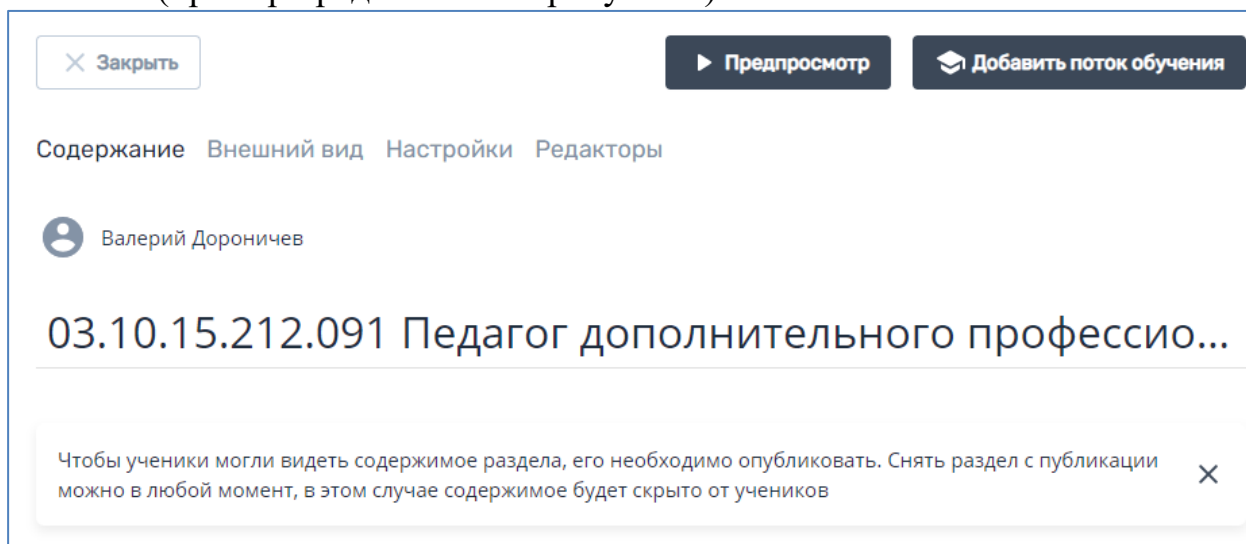 Закрыть
Предпросмотр
Добавить поток обучения
Содержание Внешний вид Настройки Редакторы
Валерий Дороничев
03.10.15.212.091 Педагог дополнительного профессио...
Чтобы ученики могли видеть содержимое раздела, его необходимо опубликовать. Снять раздел с публикации
можно в любой момент, в этом случае содержимое будет скрыто от учеников